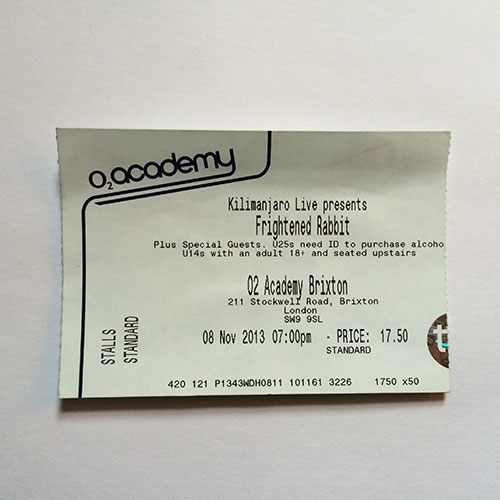 O2 academy
Kilimanjaro Live presents
Frightened Rabbit
Plus Special Guests. U25s need ID to purchase alcoho
U14s with an adult 18+ and seated upstairs
O2 Academy Brixton
211 Stockwell Road, Brixton
London
SW9 9SL
08 Nov 2013 07:00pm - PRICE: 17.50
STANDARD
STALLS
STANDARD
420 121 P1343WDH0811 101161 3226 1750 x50
t